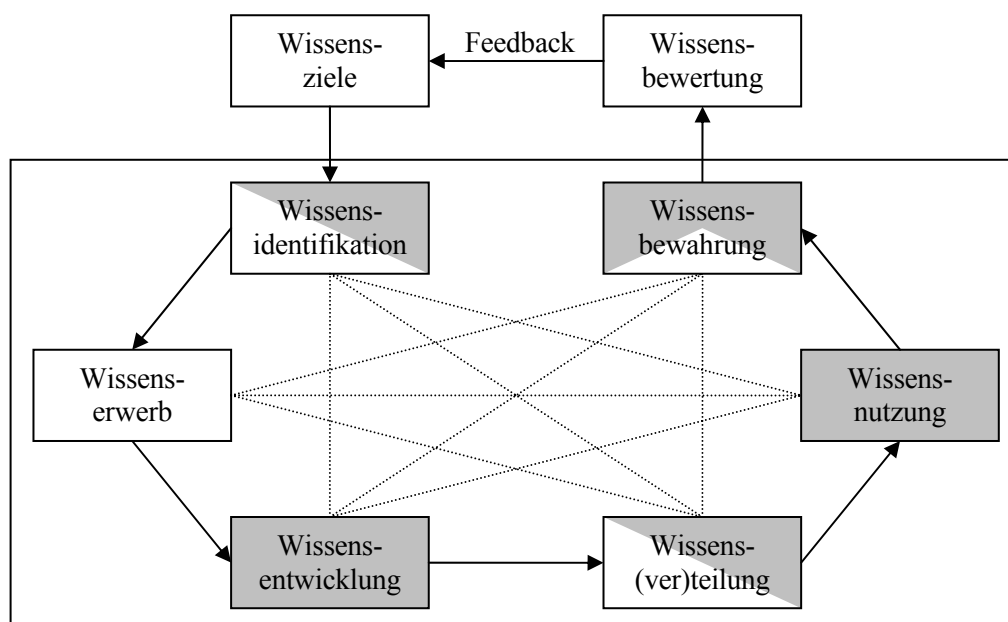 Wissens-
ziele
Feedback
Wissens-
bewertung
Wissens-
identifikation
Wissens-
bewahrung
Wissens-
erwerb
Wissens-
nutzung
Wissens-
entwicklung
Wissens-
(ver)teilung